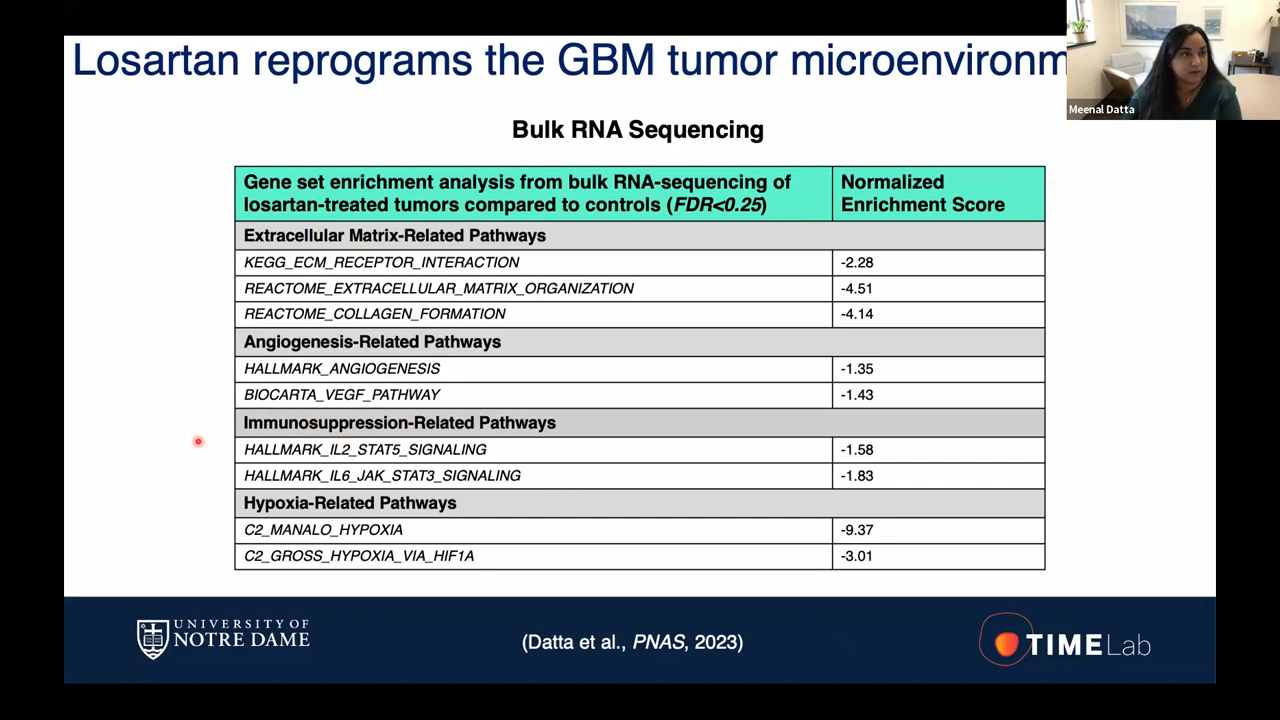 Losartan reprograms the GBM tumor microenvironm
Meenal Datta
Bulk RNA Sequencing
Gene set enrichment analysis from bulk RNA-sequencing of
losartan-treated tumors compared to controls (FDR<0.25)
Normalized
Enrichment Score
Extracellular Matrix-Related Pathways
KEGG_ECM_RECEPTOR_INTERACTION -2.28
REACTOME_EXTRACELLULAR_MATRIX_ORGANIZATION -4.51
REACTOME_COLLAGEN_FORMATION -4.14
Angiogenesis-Related Pathways
HALLMARK_ANGIOGENESIS -1.35
BIOCARTA_VEGF_PATHWAY -1.43
Immunosuppression-Related Pathways
HALLMARK_IL2_STAT5_SIGNALING -1.58
HALLMARK_IL6_JAK_STAT3_SIGNALING -1.83
Hypoxia-Related Pathways
C2_MANALO_HYPOXIA -9.37
C2_GROSS_HYPOXIA_VIA_HIF1A -3.01
UNIVERSITY OF
NOTRE DAME
(Datta et al., PNAS, 2023)
TIME Lab